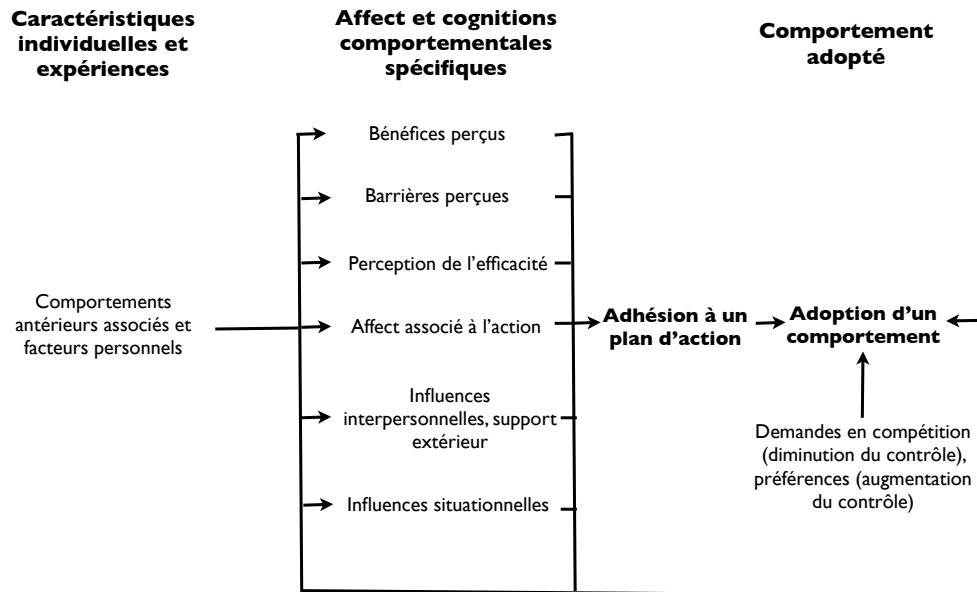 Caractéristiques
individuelles et
expériences
Affect et cognitions
comportementales
spécifiques
Comportement
adopté
Bénéfices perçus
Barrières perçues
Perception de l'efficacité
Comportements
antérieurs associés et
facteurs personnels
Affect associé à l'action
Adhésion à un
plan d'action
Adoption d'un
comportement
Influences
interpersonnelles, support
extérieur
Demandes en compétition
(diminution du contrôle),
préférences (augmentation
du contrôle)
Influences situationnelles